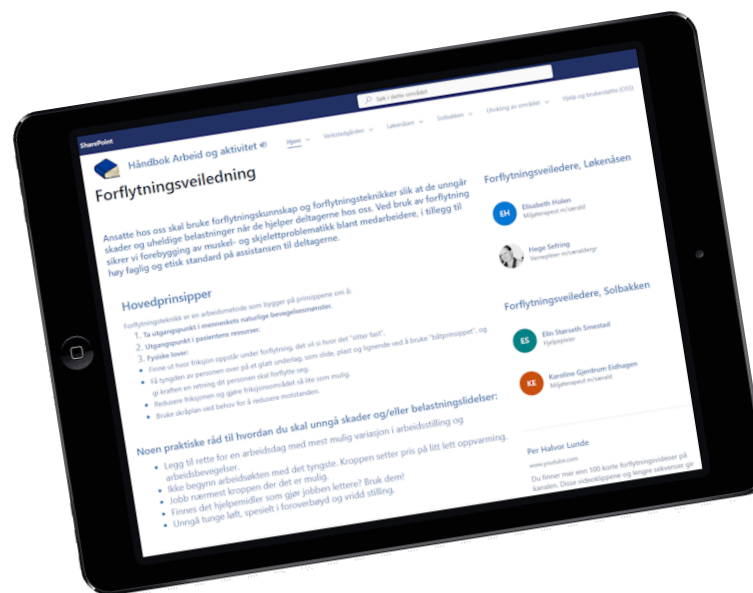 SharePoint
Søk i dette området
Håndbok Arbeid og aktivitet
Hjem
Verkstedgården
Løkenåsen
Solbakken
Utvikling av området
Hjelp og brukerstøtte (OSS)
Forflytningsveiledning
Ansatte hos oss skal bruke forflytningskunnskap og forflytningsteknikker slik at de unngår
skader og uheldige belastninger når de hjelper deltagerne hos oss. Ved bruk av forflytning
sikrer vi forebygging av muskel- og skjelettproblematikk blant medarbeidere, i tillegg til
høy faglig og etisk standard på assistansen til deltagerne.
Hovedprinsipper
Forflytningsteknikk er en arbeidsmetode som bygger på prinsippene om å:
1. Ta utgangspunkt i menneskets naturlige bevegelsesmønster.
2. Utgangspunkt i pasientens ressurser.
3. Fysiske lover:
• Finne ut hvor friksjon oppstår under forflytning, det vil si hvor det "sitter fast".
• Få tyngden av personen over på et glatt underlag, som slide, plast og lignende ved å bruke "båtprinsippet", og
gi kraften en retning dit personen skal forflytte seg.
• Redusere friksjonen og gjøre friksjonsområdet så lite som mulig.
• Bruke skråplan ved behov for å redusere motstanden.
Noen praktiske råd til hvordan du skal unngå skader og/eller belastningslidelser:
• Legg til rette for en arbeidsdag med mest mulig variasjon i arbeidsstilling og
arbeidsbevegelser.
• Ikke begynn arbeidsøkten med det tyngste. Kroppen setter pris på litt lett oppvarming.
• Jobb nærmest kroppen der det er mulig.
• Finnes det hjelpemidler som gjør jobben lettere? Bruk dem!
• Unngå tunge løft, spesielt i foroverbøyd og vridd stilling.
Forflytningsveiledere, Løkenåsen
EH
Elisabeth Holen
Miljøterapeut m/særald
Hege Sefring
Vernepleier m/særaldergr
Forflytningsveiledere, Solbakken
ES
Elin Størseth Smestad
Hjelpepleier
KE
Karoline Gjerdrum Eidhagen
Miljøterapeut m/særald
Per Halvor Lunde
www.youtube.com
Du finner mer enn 100 korte forflytningsvideoer på
kanalen. Disse videoklippene og lengre sekvenser gir